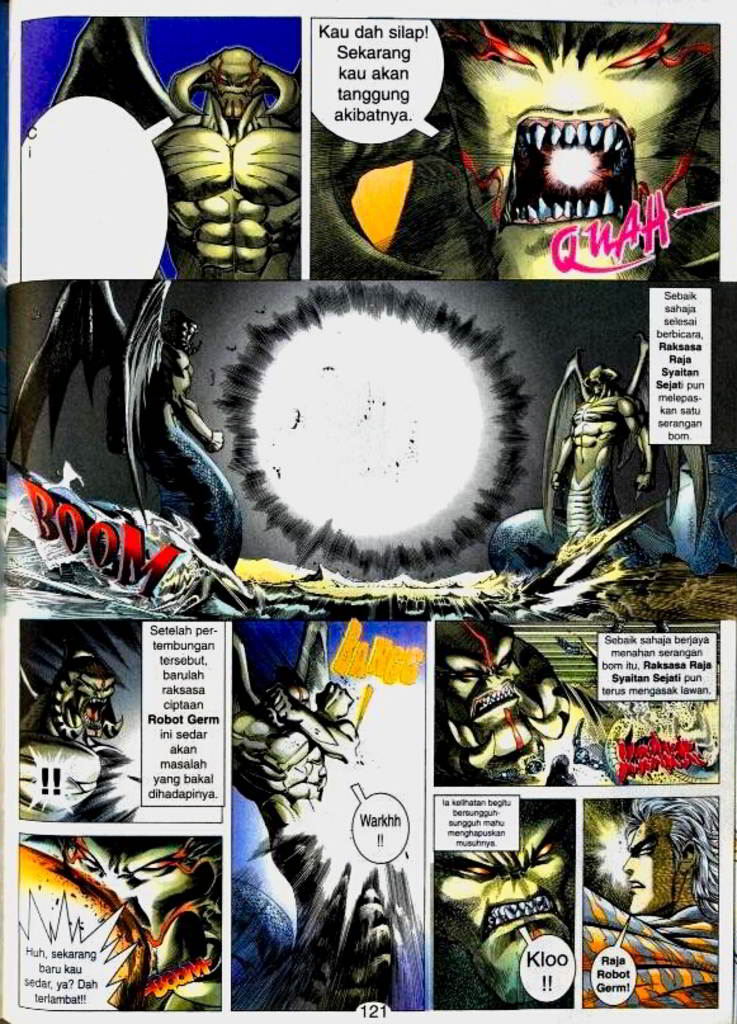 C
i
Kau dah silap!
Sekarang
kau akan
tanggung
akibatnya.
QUAH
Sebaik
sahaja
selesai
berbicara,
Raksasa
Raja
Syaitan
Sejati pun
melepas-
kan satu
serangan
bom.
BOOM
Setelah per-
tembungan
tersebut,
barulah
raksasa
ciptaan
Robot Germ
ini sedar
akan
masalah
yang bakal
dihadapinya.
!!
Huh, sekarang
baru kau
sedar, ya? Dah
terlambat!!
BOOM
Warkhh
!!
Sebaik sahaja berjaya
menahan serangan
bom itu, Raksasa Raja
Syaitan Sejati pun
terus mengasak lawan.
Ia kelihatan begitu
bersungguh-
sungguh mahu
menghapuskan
musuhnya.
Kloo
!!
Raja
Robot
Germ!
121